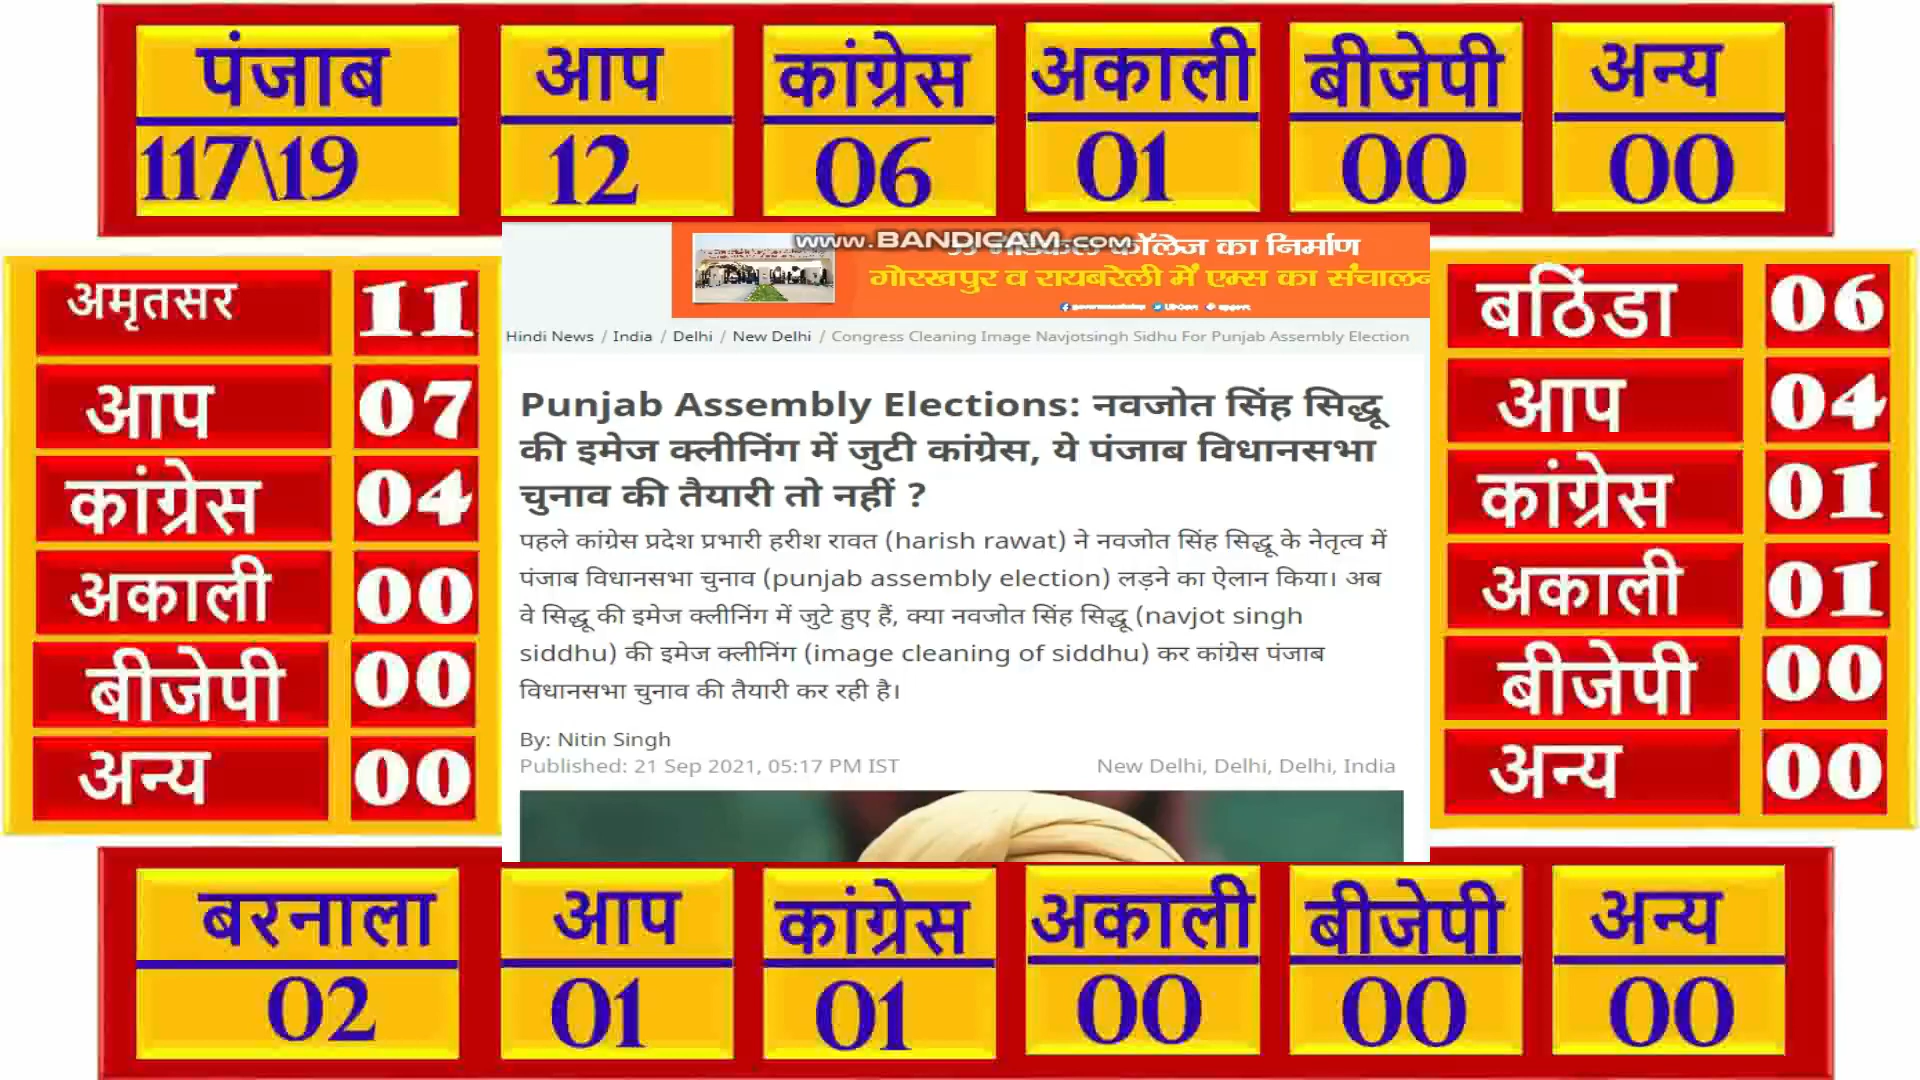 पंजाब आप कांग्रेस अकाली बीजेपी अन्य
117\19 12 06 01 00 00
अमृतसर 11
आप 07
कांग्रेस 04
अकाली 00
बीजेपी 00
अन्य 00
www.BANDICAM.com
कॉलेज का निर्माण
गोरखपुर व रायबरेली में एम्स का संचालन
Hindi News / India / Delhi / New Delhi / Congress Cleaning Image Navjotsingh Sidhu For Punjab Assembly Election
Punjab Assembly Elections: नवजोत सिंह सिद्धू
की इमेज क्लीनिंग में जुटी कांग्रेस, ये पंजाब विधानसभा
चुनाव की तैयारी तो नहीं ?
पहले कांग्रेस प्रदेश प्रभारी हरीश रावत (harish rawat) ने नवजोत सिंह सिद्धू के नेतृत्व में
पंजाब विधानसभा चुनाव (punjab assembly election) लड़ने का ऐलान किया। अब
वे सिद्धू की इमेज क्लीनिंग में जुटे हुए हैं, क्या नवजोत सिंह सिद्धू (navjot singh
siddhu) की इमेज क्लीनिंग (image cleaning of siddhu) कर कांग्रेस पंजाब
विधानसभा चुनाव की तैयारी कर रही है।
By: Nitin Singh
Published: 21 Sep 2021, 05:17 PM IST New Delhi, Delhi, Delhi, India
बठिंडा 06
आप 04
कांग्रेस 01
अकाली 01
बीजेपी 00
अन्य 00
बरनाला आप कांग्रेस अकाली बीजेपी अन्य
02 01 01 00 00 00